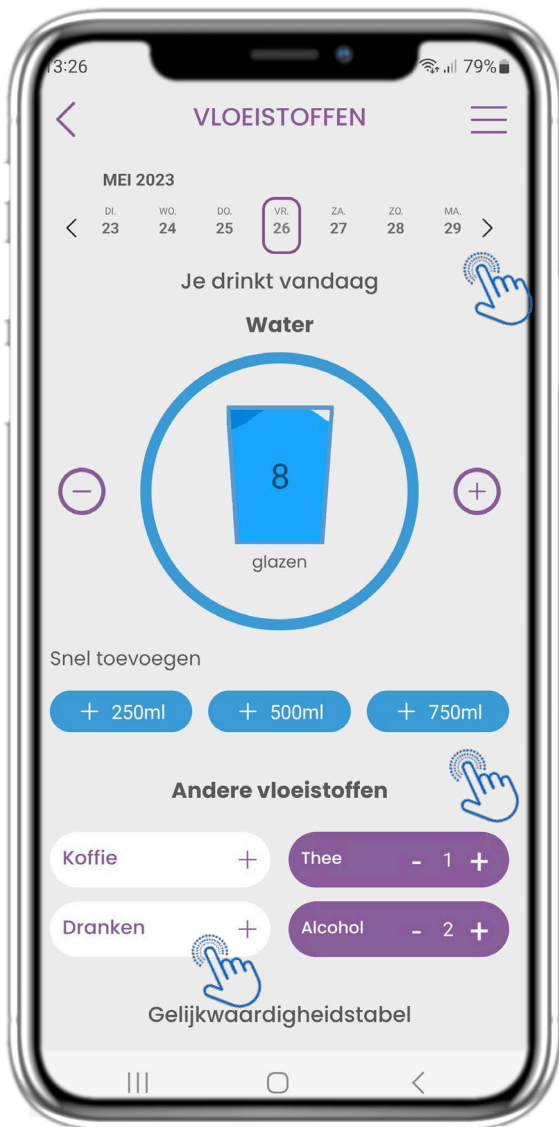 13:26 79%
VLOEISTOFFEN
MEI 2023
DI. WO. DO. VR. ZA. ZO. MA.
23 24 25 26 27 28 29
Je drinkt vandaag
Water
8
glazen
Snel toevoegen
+ 250ml + 500ml + 750ml
Andere vloeistoffen
Koffie + Thee - 1 +
Dranken + Alcohol - 2 +
Gelijkwaardigheidstabel